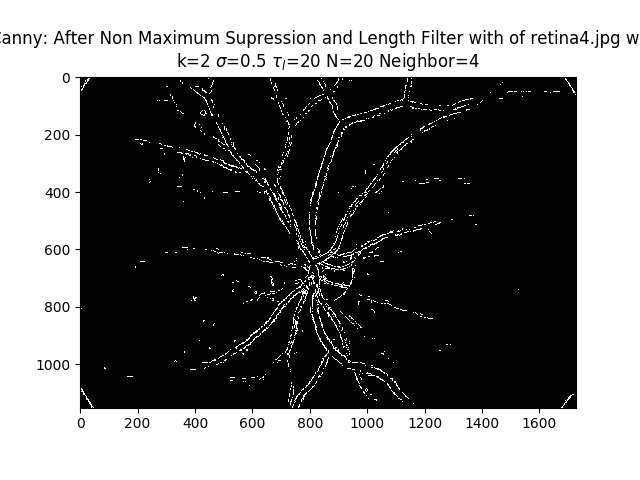 anny: After Non Maximum Supression and Length Filter with of retina4.jpg w
k=2 σ=0.5 τₗ=20 N=20 Neighbor=4
0
200
400
600
800
1000
0 200 400 600 800 1000 1200 1400 1600